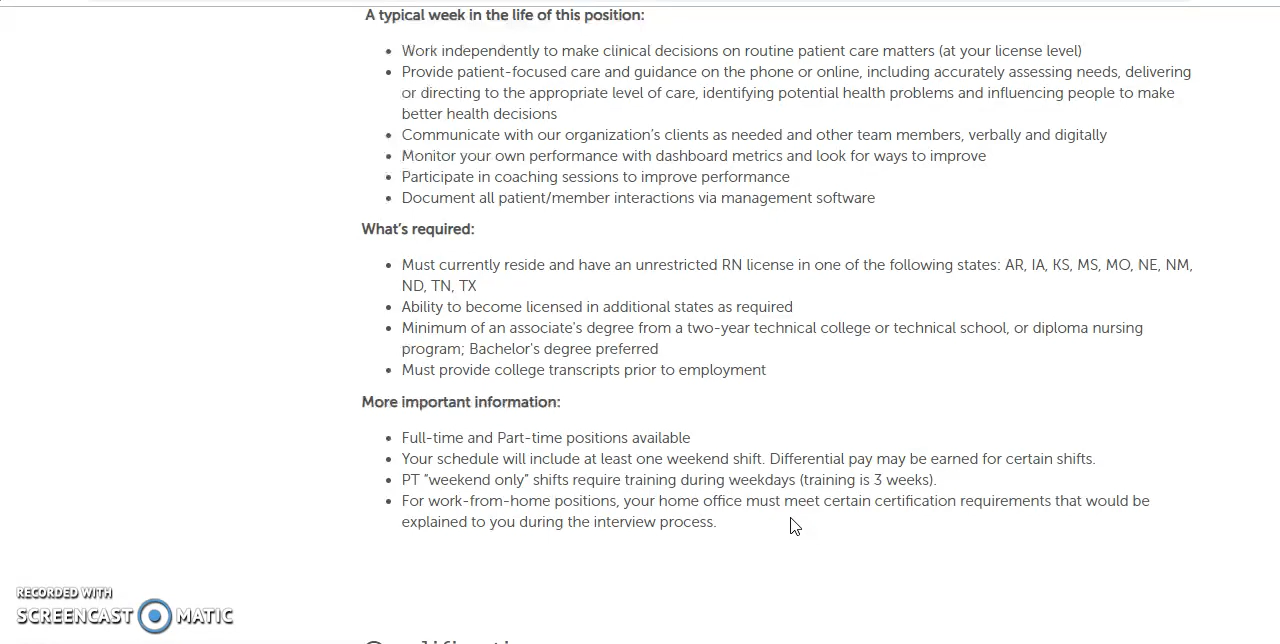 A typical week in the life of this position:
Work independently to make clinical decisions on routine patient care matters (at your license level)
Provide patient-focused care and guidance on the phone or online, including accurately assessing needs, delivering
or directing to the appropriate level of care, identifying potential health problems and influencing people to make
better health decisions
Communicate with our organization's clients as needed and other team members, verbally and digitally
Monitor your own performance with dashboard metrics and look for ways to improve
Participate in coaching sessions to improve performance
Document all patient/member interactions via management software
What's required:
Must currently reside and have an unrestricted RN license in one of the following states: AR, IA, KS, MS, MO, NE, NM,
ND, TN, TX
Ability to become licensed in additional states as required
Minimum of an associate's degree from a two-year technical college or technical school, or diploma nursing
program; Bachelor's degree preferred
Must provide college transcripts prior to employment
More important information:
Full-time and Part-time positions available
Your schedule will include at least one weekend shift. Differential pay may be earned for certain shifts.
PT "weekend only" shifts require training during weekdays (training is 3 weeks).
For work-from-home positions, your home office must meet certain certification requirements that would be
explained to you during the interview process.
RECORDED WITH
SCREENCAST MATIC